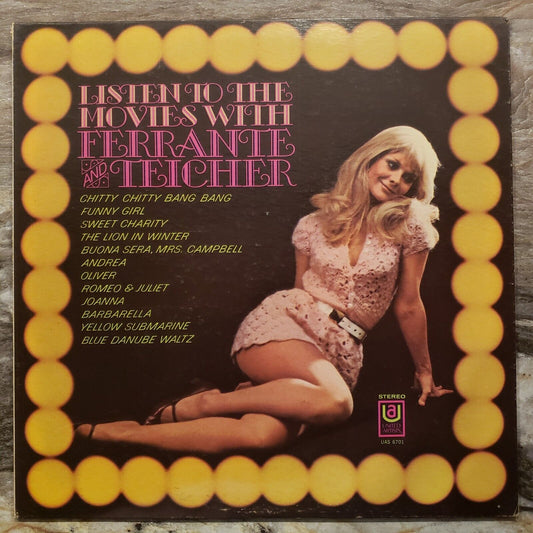 LISTEN TO THE
MOVIES WITH
FERRANTE
AND TEICHER
CHITTY CHITTY BANG BANG
FUNNY GIRL
SWEET CHARITY
THE LION IN WINTER
BUONA SERA, MRS. CAMPBELL
ANDREA
OLIVER
ROMEO & JULIET
JOANNA
BARBARELLA
YELLOW SUBMARINE
BLUE DANUBE WALTZ
STEREO
UA
UNITED
ARTISTS
UAS 6701